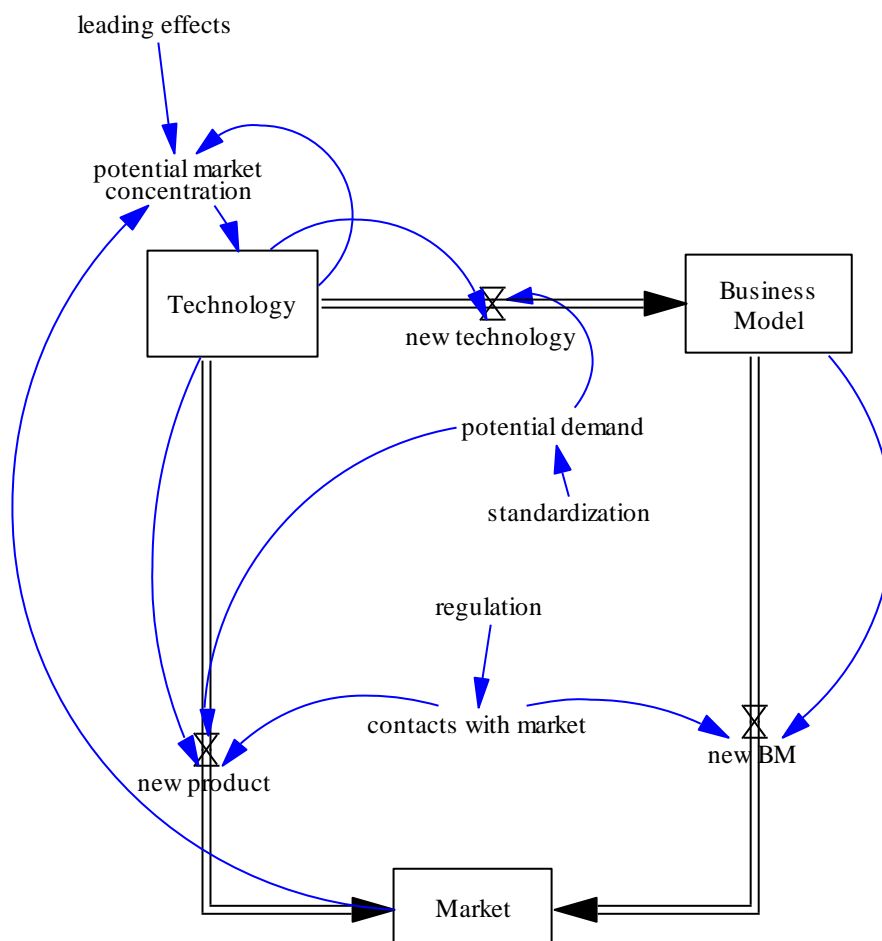 leading effects
potential market
concentration
Technology
Business
Model
new technology
potential demand
standardization
regulation
contacts with market
new BM
new product
Market